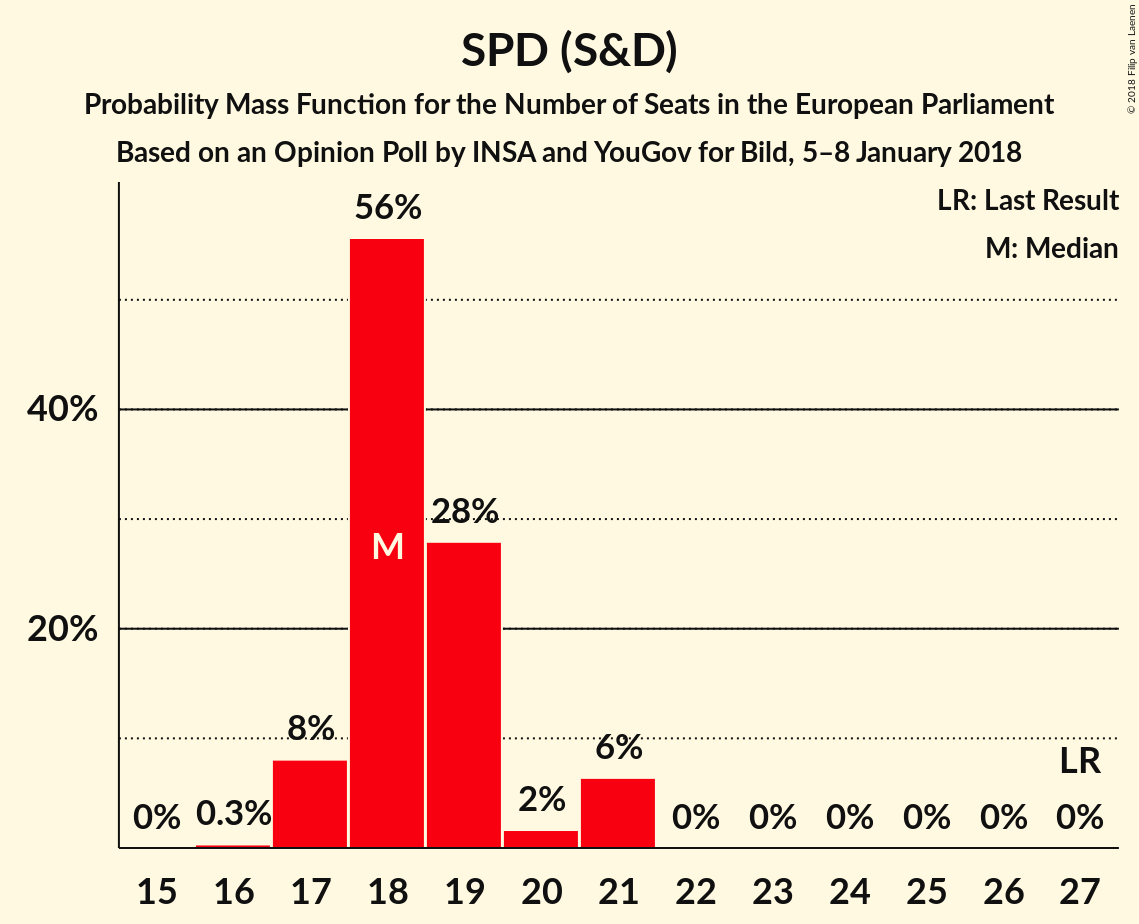 SPD (S&D)
Probability Mass Function for the Number of Seats in the European Parliament
Based on an Opinion Poll by INSA and YouGov for Bild, 5–8 January 2018
© 2018 Filip van Laenen
LR: Last Result
M: Median
56%
40%
28%
M
20%
8%
6%
LR
0% 0.3% 2% 0% 0% 0% 0% 0% 0%
15 16 17 18 19 20 21 22 23 24 25 26 27